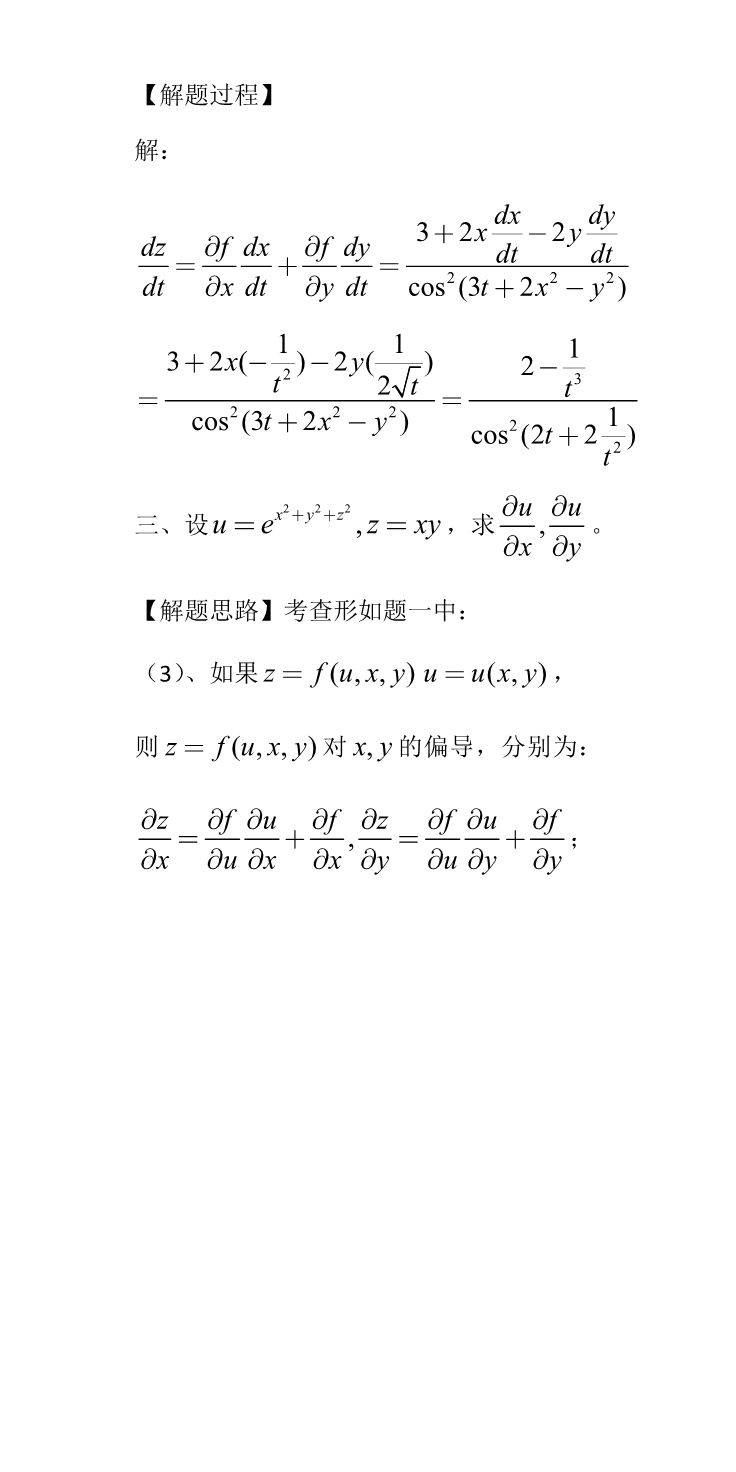 【解题过程】
解：
\frac{dz}{dt}=\frac{\partial f}{\partial x}\frac{dx}{dt}+\frac{\partial f}{\partial y}\frac{dy}{dt}=\frac{3+2x\frac{dx}{dt}-2y\frac{dy}{dt}}{\cos^2(3t+2x^2-y^2)}
=\frac{3+2x(-\frac{1}{t^2})-2y(\frac{1}{2\sqrt{t}})}{\cos^2(3t+2x^2-y^2)}=\frac{2-\frac{1}{t^3}}{\cos^2(2t+2\frac{1}{t^2})}
三、设 u=e^{x^2+y^2+z^2},z=xy，求\frac{\partial u}{\partial x},\frac{\partial u}{\partial y}。
【解题思路】考查形如题一中：
（3）、如果 z=f(u,x,y) u=u(x,y)，
则 z=f(u,x,y) 对 x,y 的偏导，分别为：
\frac{\partial z}{\partial x}=\frac{\partial f}{\partial u}\frac{\partial u}{\partial x}+\frac{\partial f}{\partial x},\frac{\partial z}{\partial y}=\frac{\partial f}{\partial u}\frac{\partial u}{\partial y}+\frac{\partial f}{\partial y}；